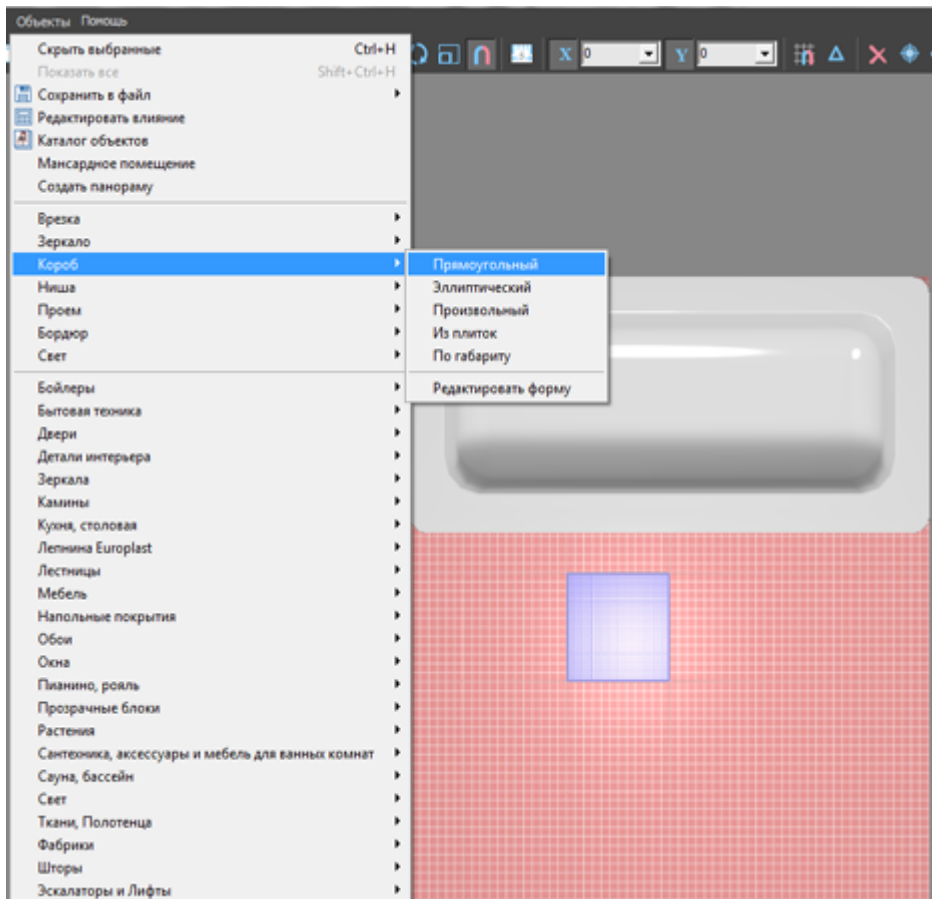 Объекты Помощь
Скрыть выбранные Ctrl+H
Показать все Shift+Ctrl+H
Сохранить в файл
Редактировать влияние
Каталог объектов
Мансардное помещение
Создать панораму
X 0 Y 0
Врезка
Зеркало
Короб
Ниша
Проем
Бордюр
Свет
Прямоугольный
Эллиптический
Произвольный
Из плиток
По габариту
Редактировать форму
Бойлеры
Бытовая техника
Двери
Детали интерьера
Зеркала
Камины
Кухня, столовая
Лепнина Europlast
Лестницы
Мебель
Напольные покрытия
Обои
Окна
Пианино, рояль
Прозрачные блоки
Растения
Сантехника, аксессуары и мебель для ванных комнат
Сауна, бассейн
Свет
Ткани, Полотенца
Фабрики
Шторы
Эскалаторы и Лифты